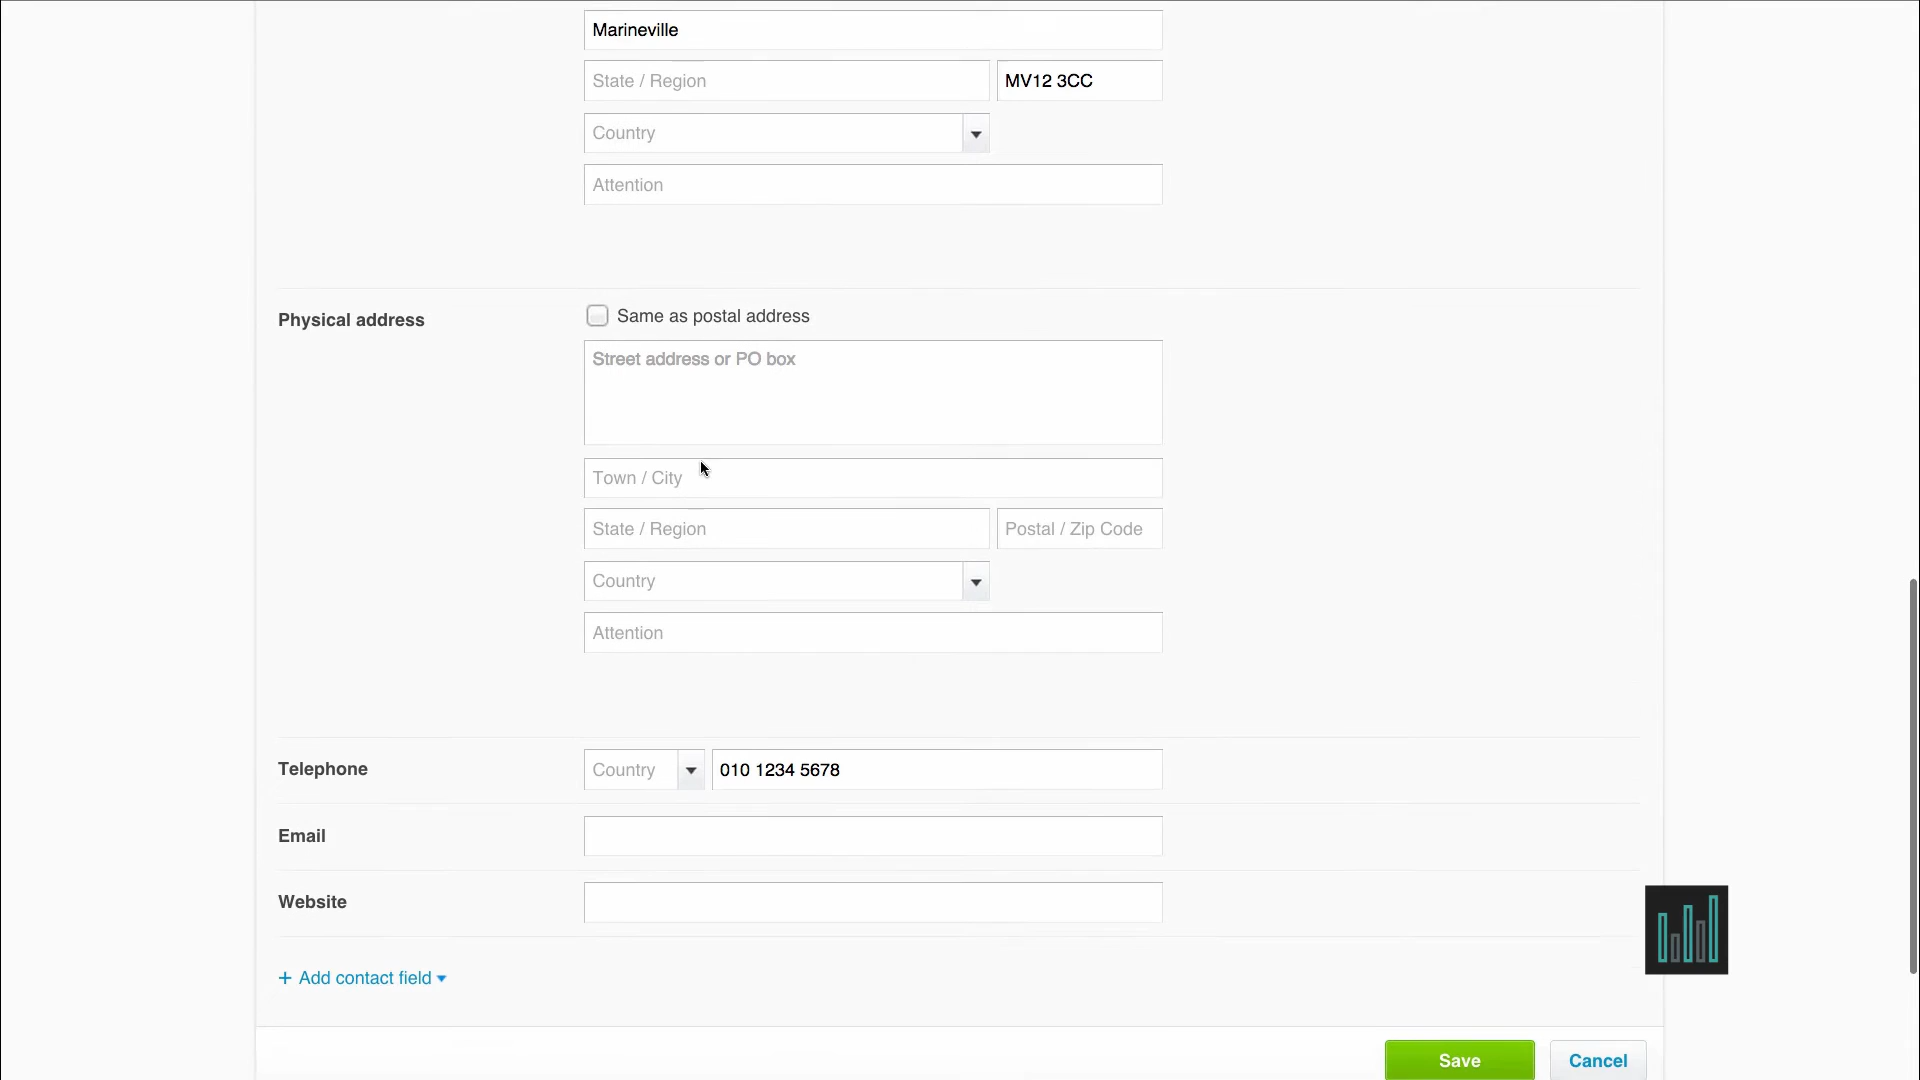 Marineville
State / Region MV12 3CC
Country
Attention
Physical address Same as postal address
Street address or PO box
Town / City
State / Region Postal / Zip Code
Country
Attention
Telephone Country 010 1234 5678
Email
Website
+ Add contact field
Save Cancel